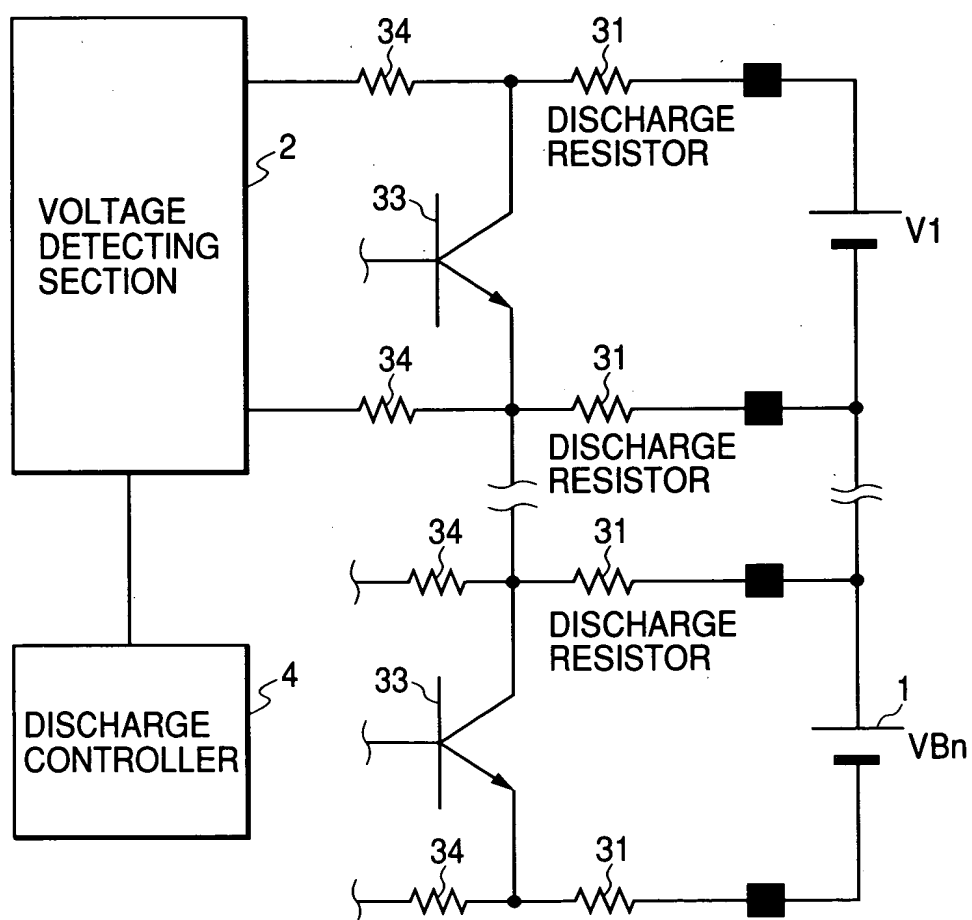 34
31
DISCHARGE
RESISTOR
2
VOLTAGE
DETECTING
SECTION
33
V1
34
31
DISCHARGE
RESISTOR
34
31
DISCHARGE
RESISTOR
4
DISCHARGE
CONTROLLER
33
1
VBn
34
31